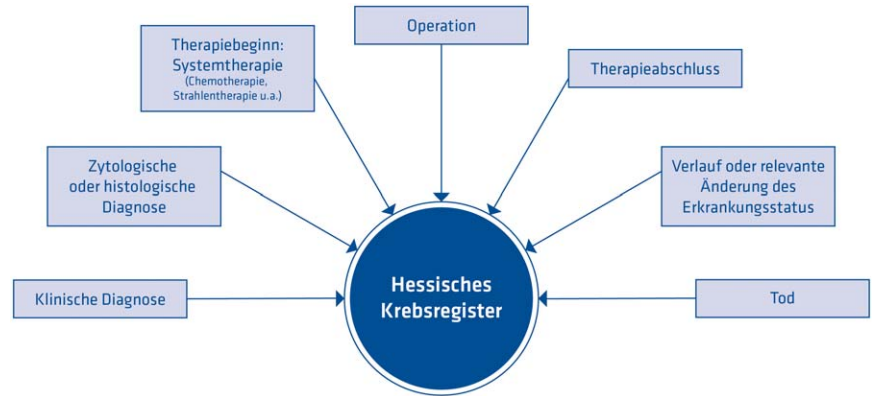 Operation
Therapiebeginn:
Systemtherapie
(Chemotherapie,
Strahlentherapie u.a.)
Therapieabschluss
Zytologische
oder histologische
Diagnose
Verlauf oder relevante
Änderung des
Erkrankungsstatus
Klinische Diagnose
Hessisches
Krebsregister
Tod